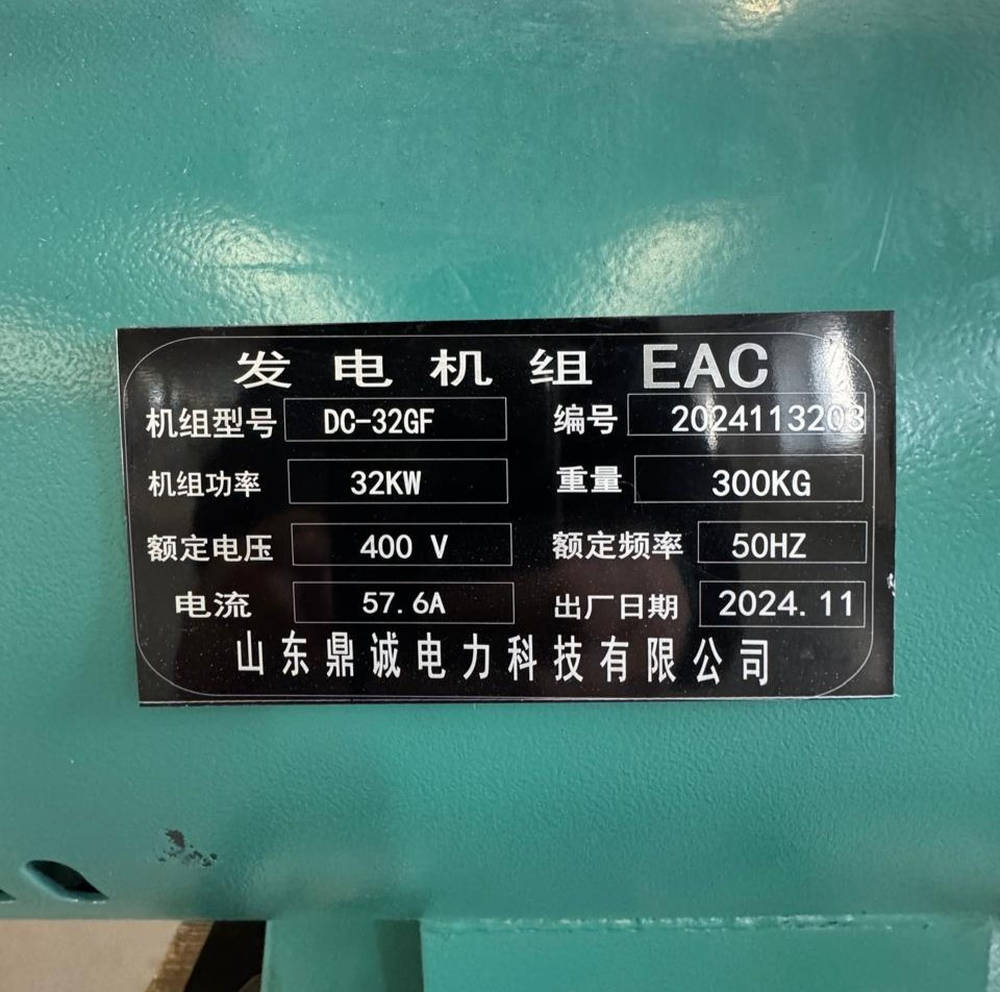 发电机组 EAC
机组型号 DC-32GF 编号 2024113203
机组功率 32KW 重量 300KG
额定电压 400 V 额定频率 50HZ
电流 57.6A 出厂日期 2024.11
山东鼎诚电力科技有限公司